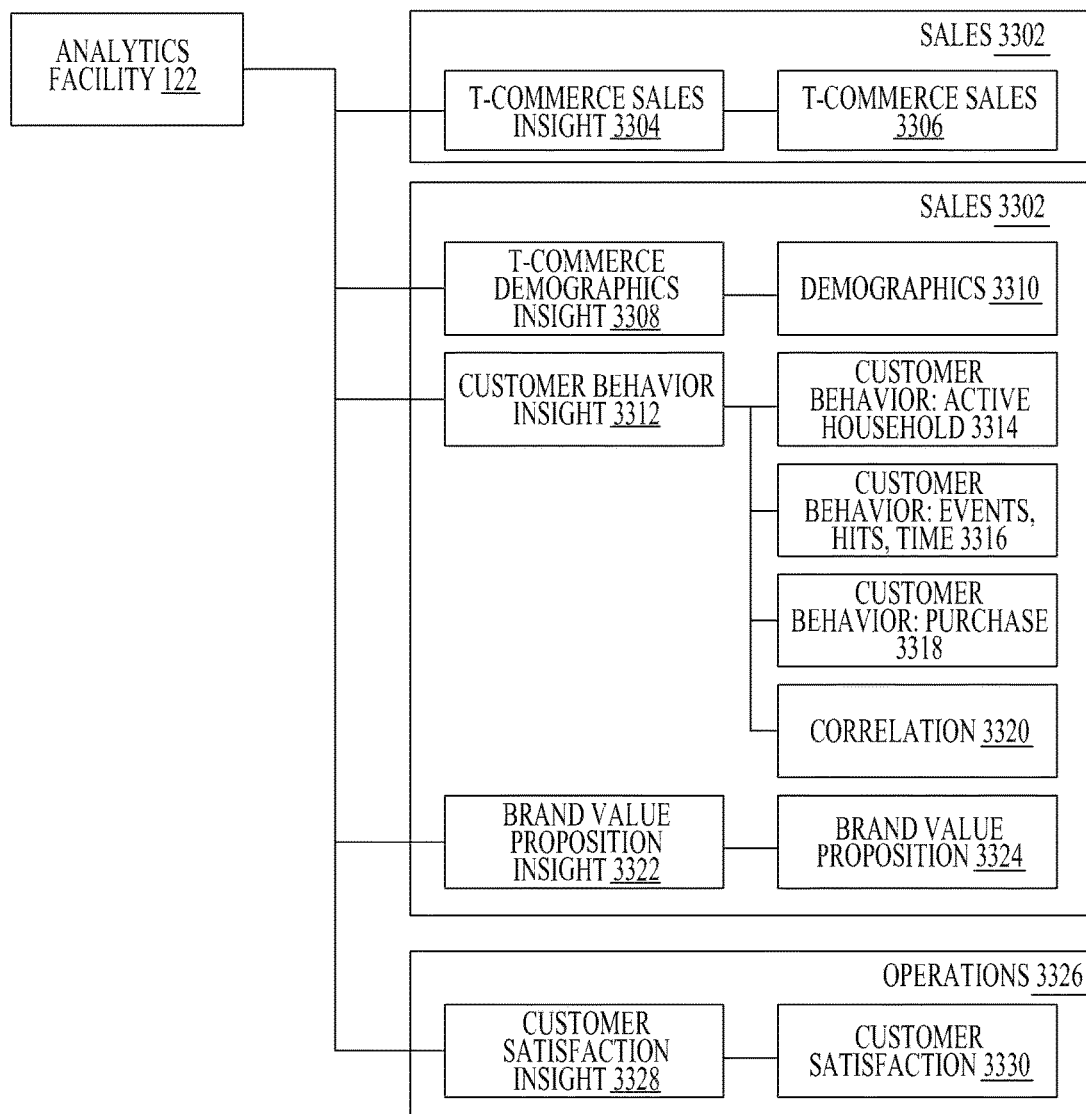 ANALYTICS
FACILITY 122
SALES 3302
T-COMMERCE SALES
INSIGHT 3304
T-COMMERCE SALES
3306
SALES 3302
T-COMMERCE
DEMOGRAPHICS
INSIGHT 3308
DEMOGRAPHICS 3310
CUSTOMER BEHAVIOR
INSIGHT 3312
CUSTOMER
BEHAVIOR: ACTIVE
HOUSEHOLD 3314
CUSTOMER
BEHAVIOR: EVENTS,
HITS, TIME 3316
CUSTOMER
BEHAVIOR: PURCHASE
3318
CORRELATION 3320
BRAND VALUE
PROPOSITION
INSIGHT 3322
BRAND VALUE
PROPOSITION 3324
OPERATIONS 3326
CUSTOMER
SATISFACTION
INSIGHT 3328
CUSTOMER
SATISFACTION 3330